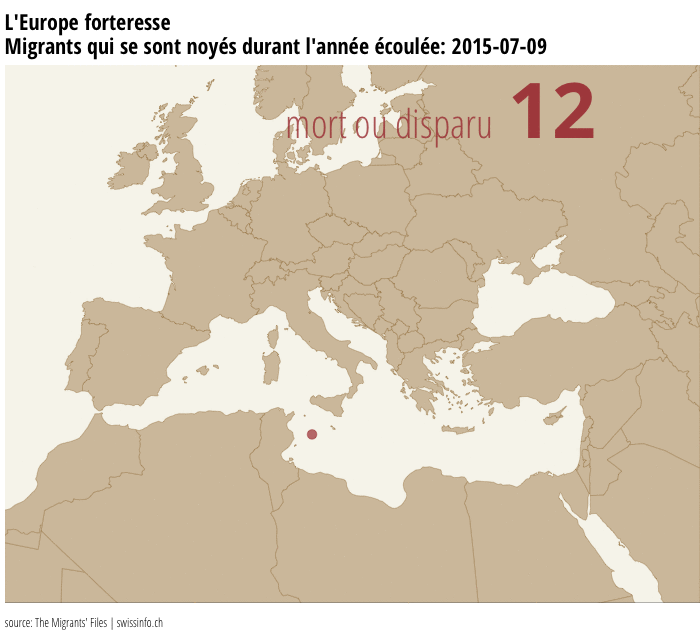 L'Europe forteresse
Migrants qui se sont noyés durant l'année écoulée: 2015-07-09
mort ou disparu 12
source: The Migrants' Files | swissinfo.ch